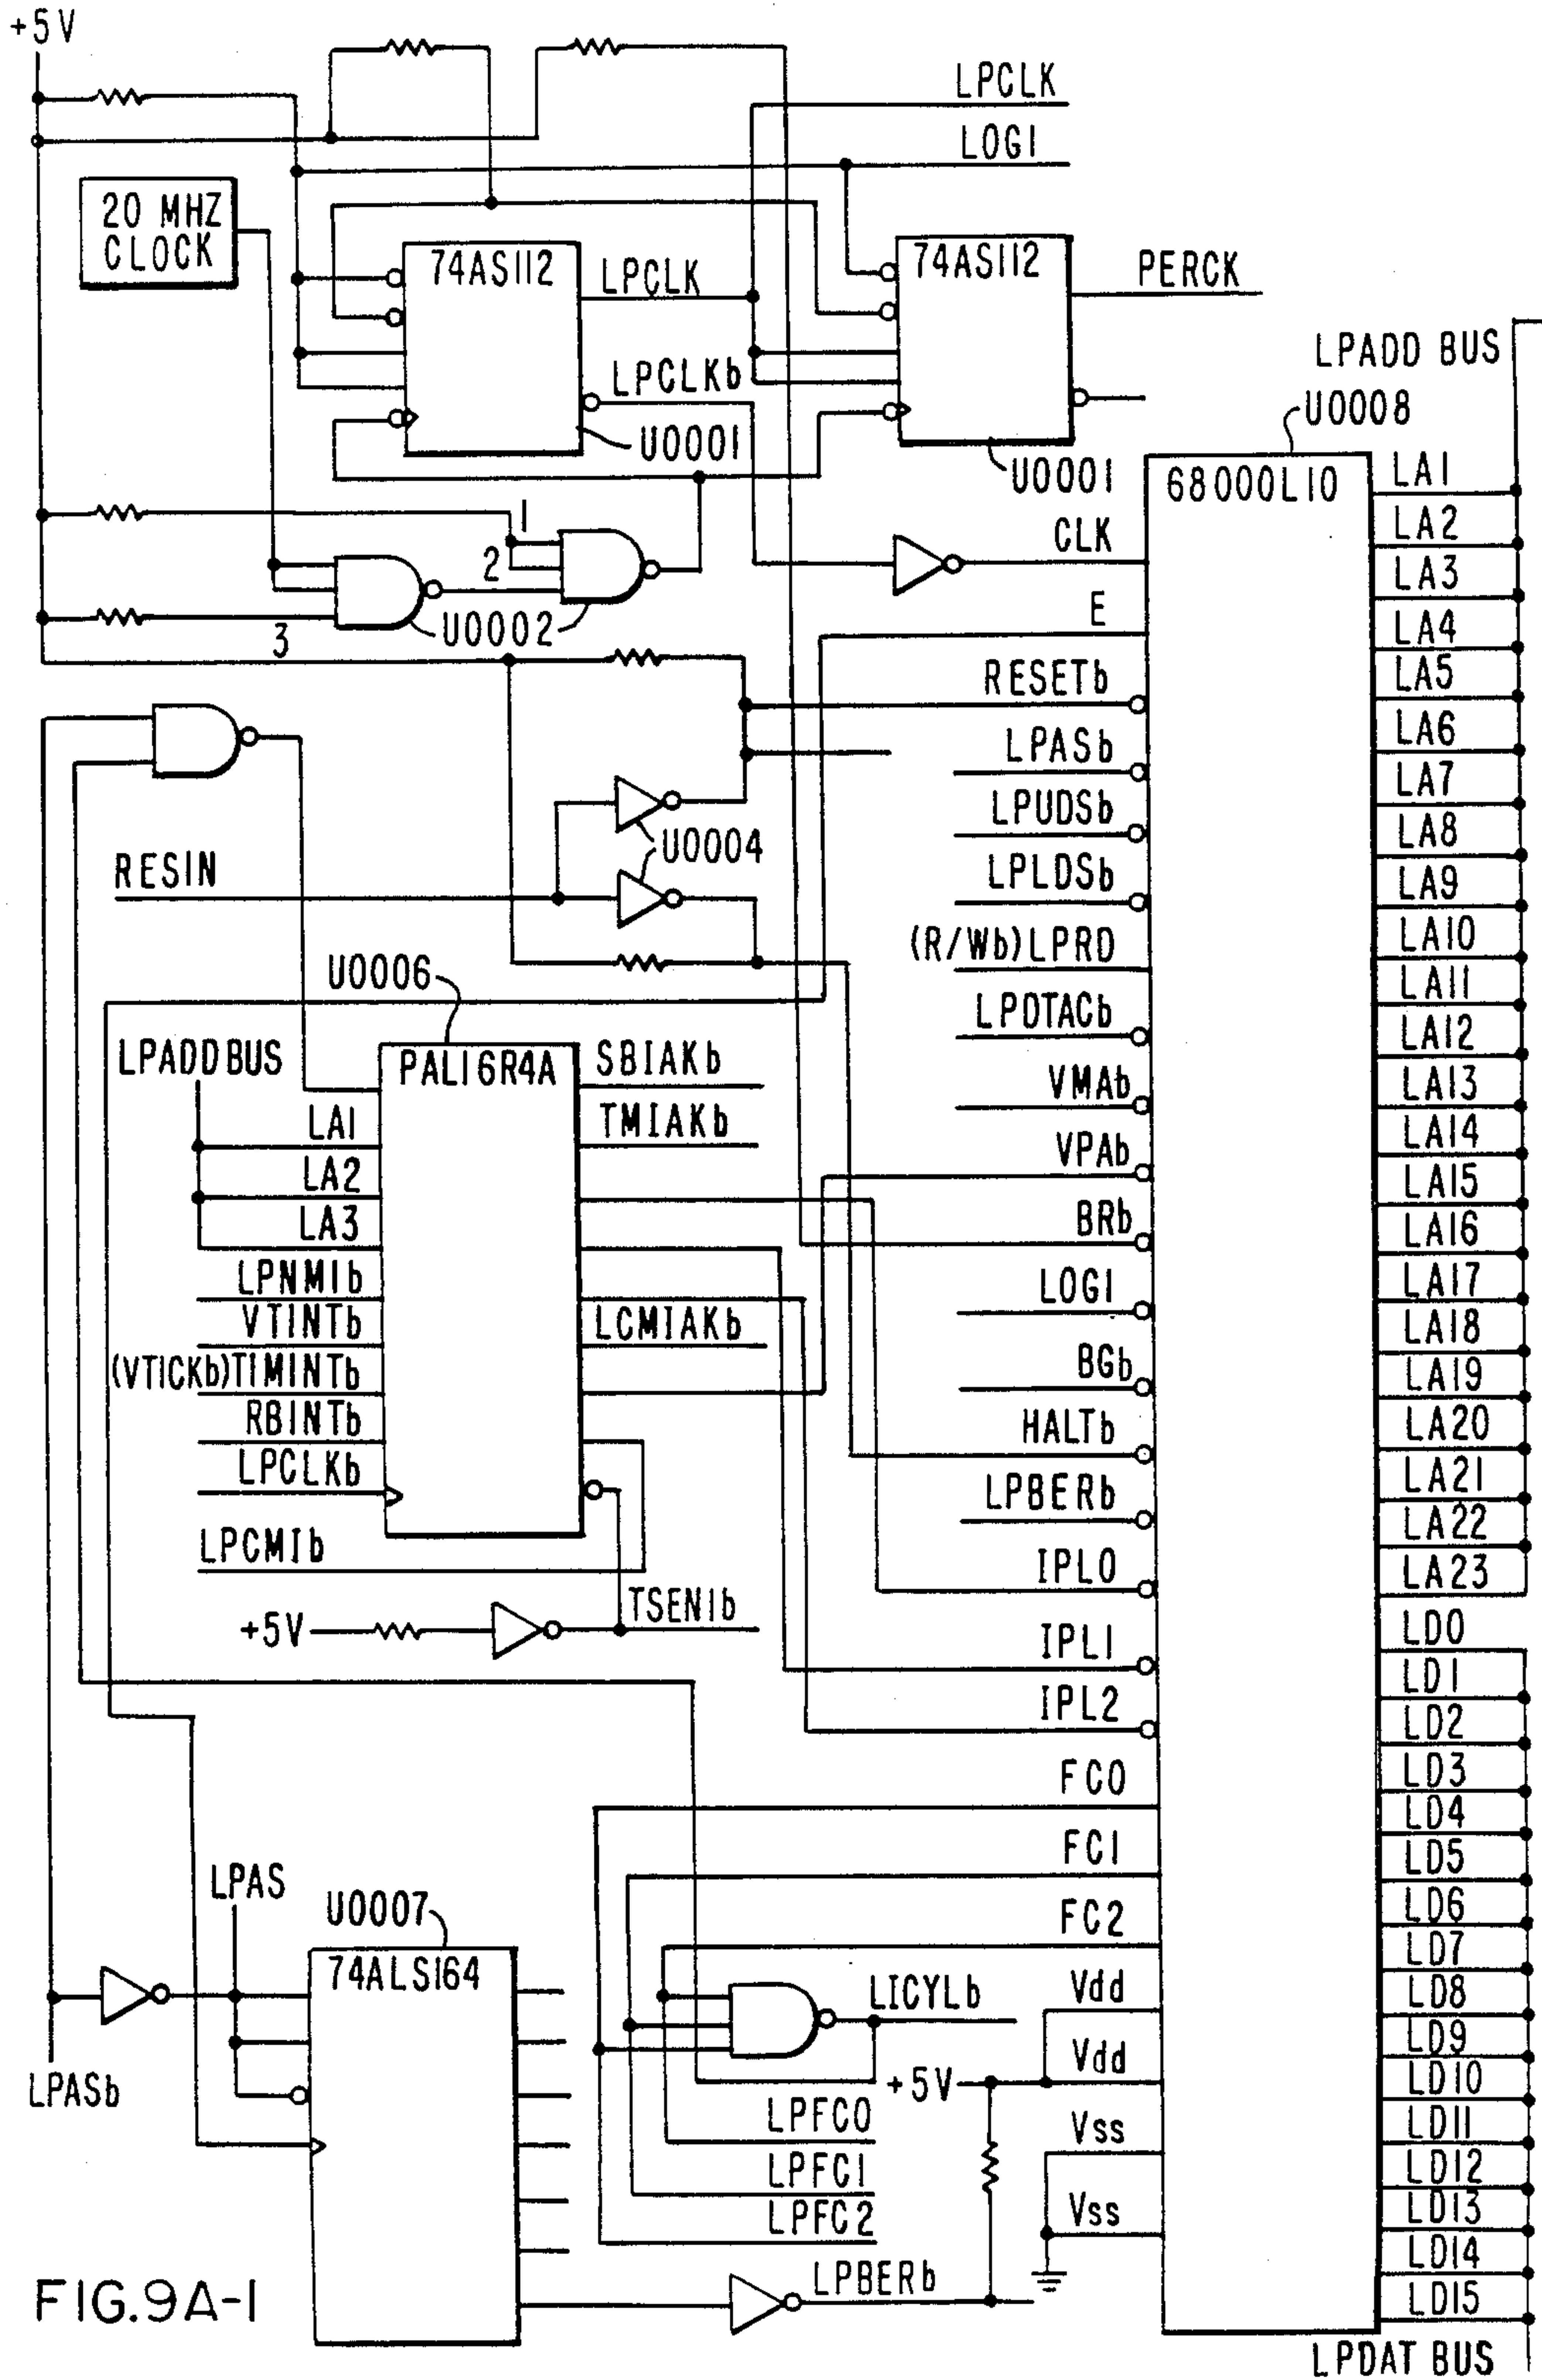 +5V
LPCLK
LOG1
20 MHZ
CLOCK
74AS112
LPCLK
LPCLKb
U0001
74AS112
PERCK
U0001
LPADD BUS
U0008
68000L10
1
2
3
U0002
CLK
E
RESETb
LPASb
LPUDSb
LPLDSb
(R/Wb)LPRD
LPDTACb
VMAb
VPAb
BRb
LOG1
BGb
HALTb
LPBERb
IPL0
IPL1
IPL2
FC0
FC1
FC2
Vdd
Vdd
Vss
Vss
LA1
LA2
LA3
LA4
LA5
LA6
LA7
LA8
LA9
LA10
LA11
LA12
LA13
LA14
LA15
LA16
LA17
LA18
LA19
LA20
LA21
LA22
LA23
LD0
LD1
LD2
LD3
LD4
LD5
LD6
LD7
LD8
LD9
LD10
LD11
LD12
LD13
LD14
LD15
LPDAT BUS
U0004
RESIN
U0006
LPADD BUS
PAL16R4A
LA1
LA2
LA3
LPNMIb
VTINTb
(VTICKb)TIMINTb
RBINTb
LPCLKb
LPCMIb
SBIAKb
TMIAKb
LCMIAKb
+5V
TSEN1b
LPAS
U0007
74ALS164
LPASb
LICYLb
+5V
LPFC0
LPFC1
LPFC2
LPBERb
FIG.9A-1